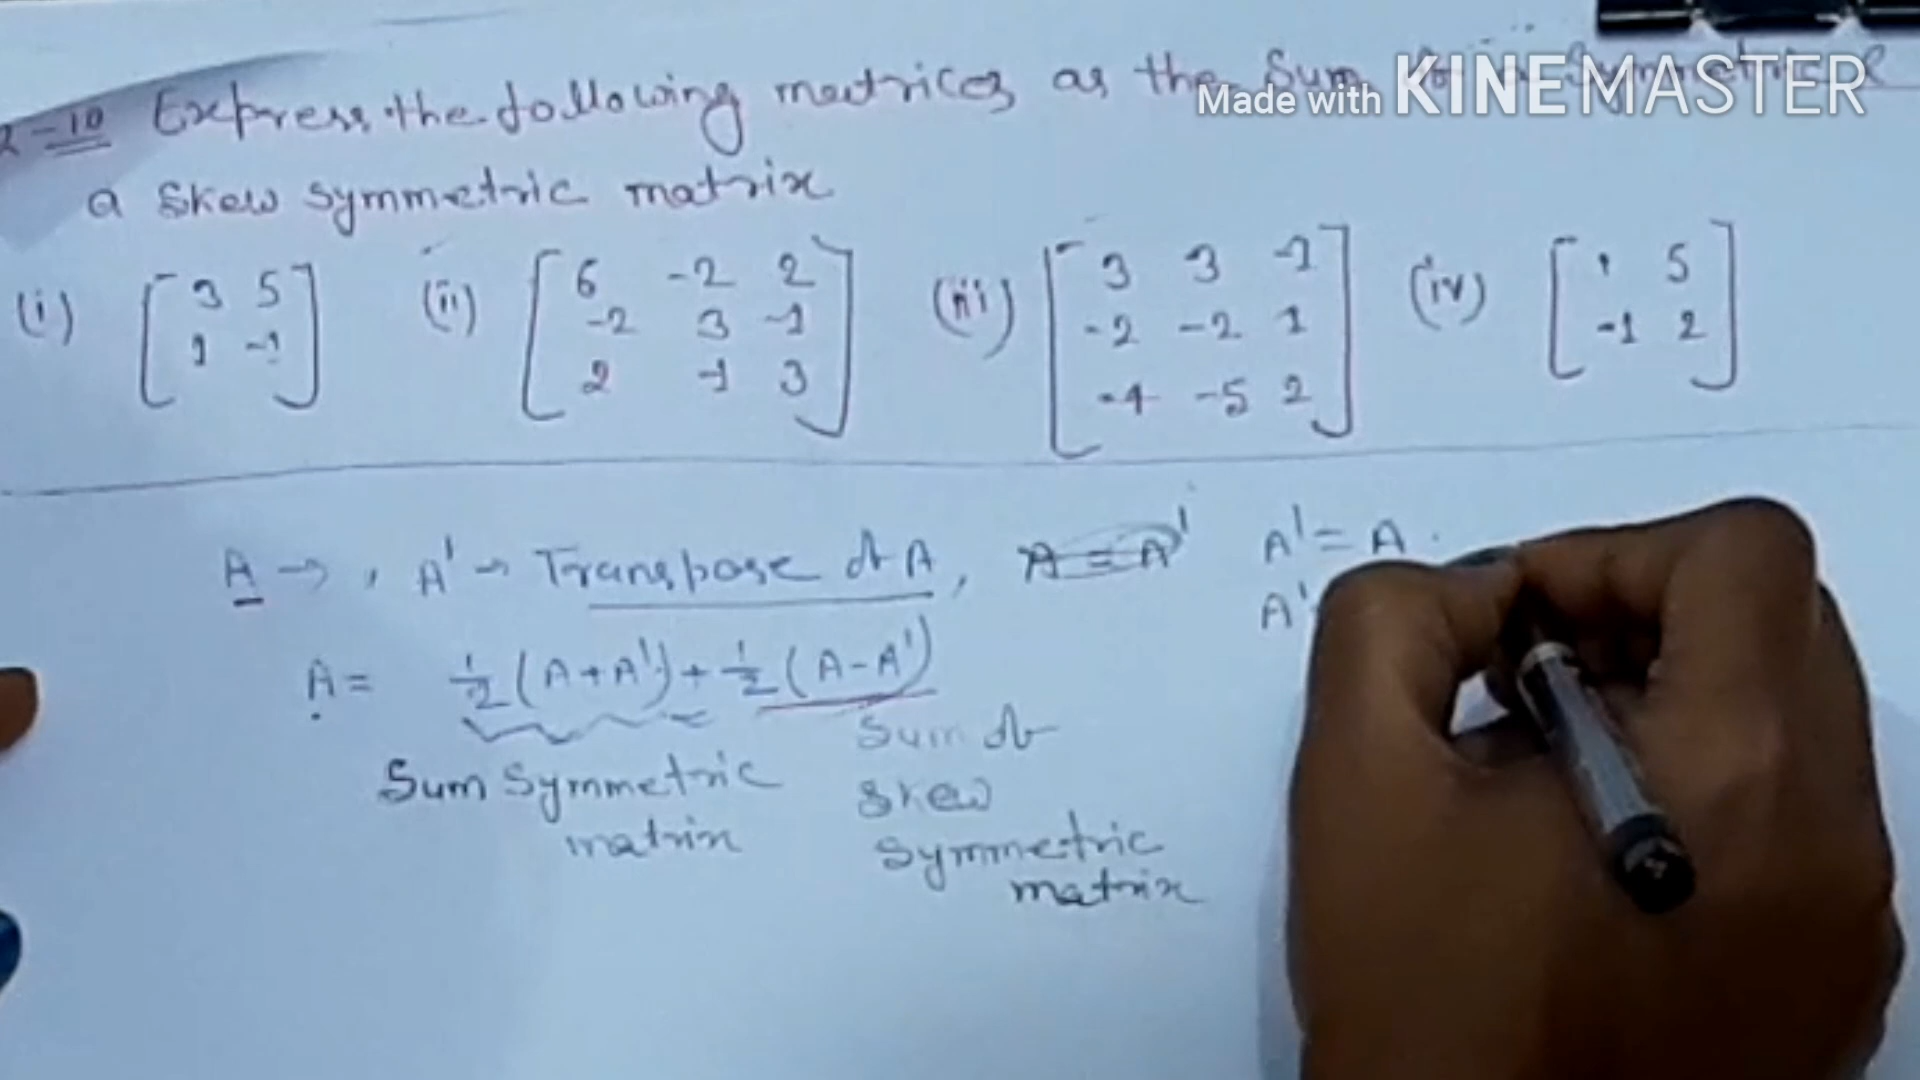 -10 Express the following matrices as the Sum
Made with KINEMASTER
a Skew symmetric matrix
(i) [3 5 (ii) [6 -2 2 (iii) [3 3 -1 (iv) [1 5
1 -1] -2 3 -1 -2 -2 1 -1 2]
2 -1 3] -4 -5 2]
A → , A' → Transpose of A, A = A' A' = A .
A'
A = 1/2 (A+A') + 1/2 (A-A')
Sum of
Sum Symmetric Skew
matrix Symmetric
matrix